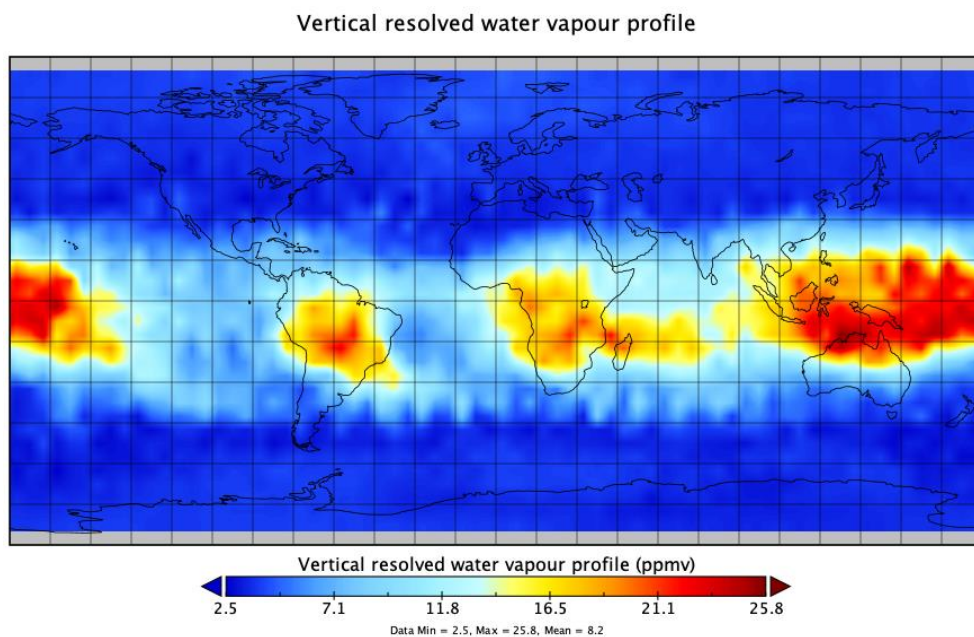 Vertical resolved water vapour profile
Vertical resolved water vapour profile (ppmv)
2.5 7.1 11.8 16.5 21.1 25.8
Data Min = 2.5, Max = 25.8, Mean = 8.2